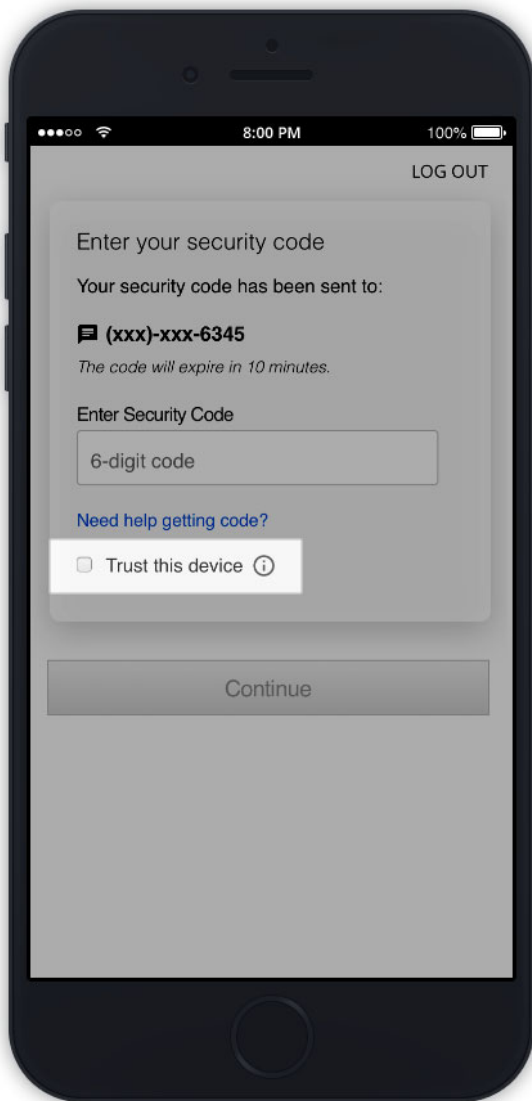 8:00 PM 100%
LOG OUT
Enter your security code
Your security code has been sent to:
(xxx)-xxx-6345
The code will expire in 10 minutes.
Enter Security Code
6-digit code
Need help getting code?
Trust this device
Continue